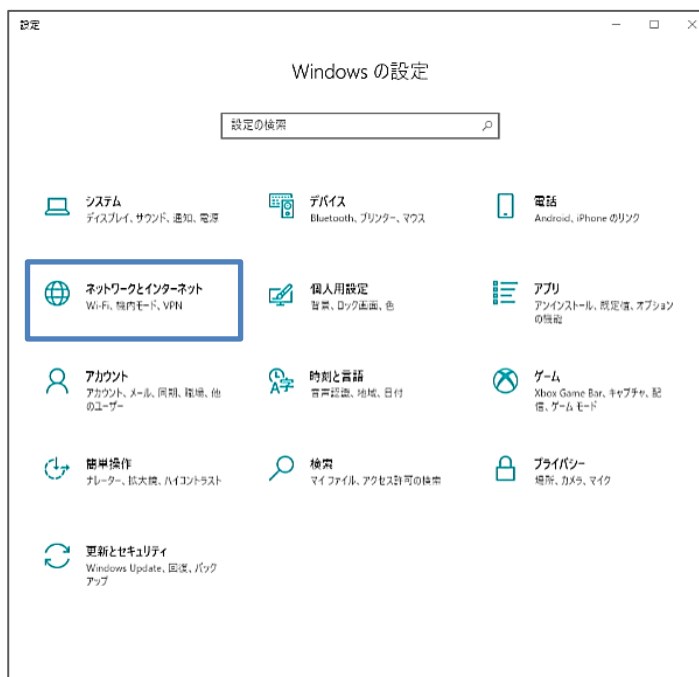 設定
Windows の設定
設定の検索
システム
ディスプレイ、サウンド、通知、電源
デバイス
Bluetooth、プリンター、マウス
電話
Android、iPhone のリンク
ネットワークとインターネット
Wi-Fi、機内モード、VPN
個人用設定
背景、ロック画面、色
アプリ
アンインストール、既定値、オプション
の機能
アカウント
アカウント、メール、同期、職場、他
のユーザー
時刻と言語
音声認識、地域、日付
ゲーム
Xbox Game Bar、キャプチャ、配
信、ゲーム モード
簡単操作
ナレーター、拡大鏡、ハイコントラスト
検索
マイ ファイル、アクセス許可の検索
プライバシー
場所、カメラ、マイク
更新とセキュリティ
Windows Update、回復、バック
アップ